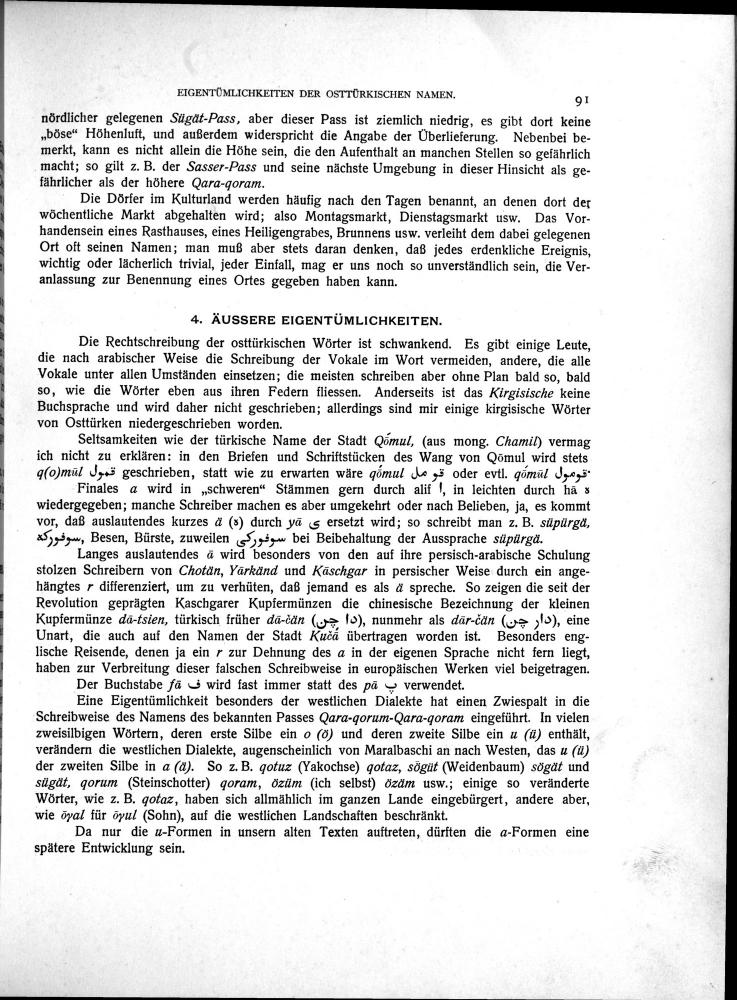 EIGENTÜMLICHKEITEN DER OSTTÜRKISCHEN NAMEN.
91
nördlicher gelegenen Sügät-Pass, aber dieser Pass ist ziemlich niedrig, es gibt dort keine
„böse“ Höhenluft, und außerdem widerspricht die Angabe der Überlieferung. Nebenbei be-
merkt, kann es nicht allein die Höhe sein, die den Aufenthalt an manchen Stellen so gefährlich
macht; so gilt z. B. der Sasser-Pass und seine nächste Umgebung in dieser Hinsicht als ge-
fährlicher als der höhere Qara-qoram.
Die Dörfer im Kulturland werden häufig nach den Tagen benannt, an denen dort der
wöchentliche Markt abgehalten wird; also Montagsmarkt, Dienstagsmarkt usw. Das Vor-
handensein eines Rasthauses, eines Heiligengrabes, Brunnens usw. verleiht dem dabei gelegenen
Ort oft seinen Namen; man muß aber stets daran denken, daß jedes erdenkliche Ereignis,
wichtig oder lächerlich trivial, jeder Einfall, mag er uns noch so unverständlich sein, die Ver-
anlassung zur Benennung eines Ortes gegeben haben kann.
4. ÄUSSERE EIGENTÜMLICHKEITEN.
Die Rechtschreibung der osttürkischen Wörter ist schwankend. Es gibt einige Leute,
die nach arabischer Weise die Schreibung der Vokale im Wort vermeiden, andere, die alle
Vokale unter allen Umständen einsetzen; die meisten schreiben aber ohne Plan bald so, bald
so, wie die Wörter eben aus ihren Federn fliessen. Anderseits ist das Kirgisische keine
Buchsprache und wird daher nicht geschrieben; allerdings sind mir einige kirgisische Wörter
von Osttürken niedergeschrieben worden.
Seltsamkeiten wie der türkische Name der Stadt Qömul, (aus mong. Chamil) vermag
ich nicht zu erklären: in den Briefen und Schriftstücken des Wang von Qomul wird stets
q(o)mūl قمول geschrieben, statt wie zu erwarten wäre qömul قو مل oder evtl. qömūl قومول.
Finales a wird in „schweren“ Stämmen gern durch alif ا, in leichten durch hā ه
wiedergegeben; manche Schreiber machen es aber umgekehrt oder nach Belieben, ja, es kommt
vor, daß auslautendes kurzes ä (ه) durch yā ی ersetzt wird; so schreibt man z. B. süpürgä,
سوفورکه, Besen, Bürste, zuweilen سوفورکی bei Beibehaltung der Aussprache süpürgä.
Langes auslautendes ā wird besonders von den auf ihre persisch-arabische Schulung
stolzen Schreibern von Chotän, Yārkänd und Kāschgar in persischer Weise durch ein ange-
hängtes r differenziert, um zu verhüten, daß jemand es als ä spreche. So zeigen die seit der
Revolution geprägten Kaschgarer Kupfermünzen die chinesische Bezeichnung der kleinen
Kupfermünze dā-tsien, türkisch früher dā-čän (دا چن), nunmehr als dār-čän (دار چن), eine
Unart, die auch auf den Namen der Stadt Kučā übertragen worden ist. Besonders eng-
lische Reisende, denen ja ein r zur Dehnung des a in der eigenen Sprache nicht fern liegt,
haben zur Verbreitung dieser falschen Schreibweise in europäischen Werken viel beigetragen.
Der Buchstabe fā ف wird fast immer statt des pā پ verwendet.
Eine Eigentümlichkeit besonders der westlichen Dialekte hat einen Zwiespalt in die
Schreibweise des Namens des bekannten Passes Qara-qorum-Qara-qoram eingeführt. In vielen
zweisilbigen Wörtern, deren erste Silbe ein o (ö) und deren zweite Silbe ein u (ü) enthält,
verändern die westlichen Dialekte, augenscheinlich von Maralbaschi an nach Westen, das u (ü)
der zweiten Silbe in a (ä). So z. B. qotuz (Yakochse) qotaz, sögüt (Weidenbaum) sögät und
sügät, qorum (Steinschotter) qoram, özüm (ich selbst) özäm usw.; einige so veränderte
Wörter, wie z. B. qotaz, haben sich allmählich im ganzen Lande eingebürgert, andere aber,
wie ōγal für ōγul (Sohn), auf die westlichen Landschaften beschränkt.
Da nur die u-Formen in unsern alten Texten auftreten, dürften die a-Formen eine
spätere Entwicklung sein.